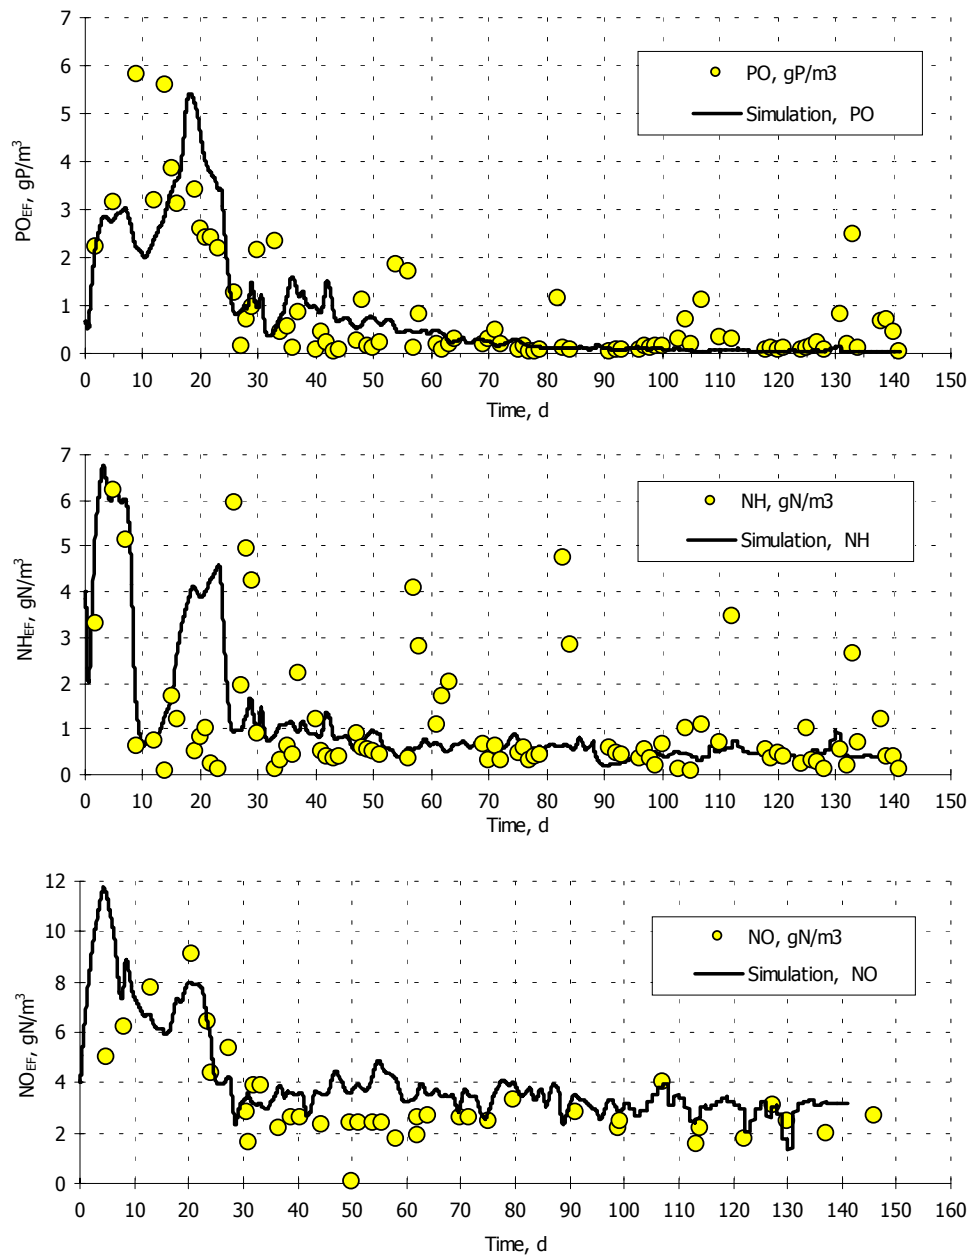 7
6
PO, gP/m3
5
Simulation, PO
4
PO_EF, gP/m³
3
2
1
0
0 10 20 30 40 50 60 70 80 90 100 110 120 130 140 150
Time, d
7
6
NH, gN/m3
5
Simulation, NH
4
NH_EF, gN/m³
3
2
1
0
0 10 20 30 40 50 60 70 80 90 100 110 120 130 140 150
Time, d
12
10
NO, gN/m3
8
Simulation, NO
NO_EF, gN/m³
6
4
2
0
0 10 20 30 40 50 60 70 80 90 100 110 120 130 140 150 160
Time, d